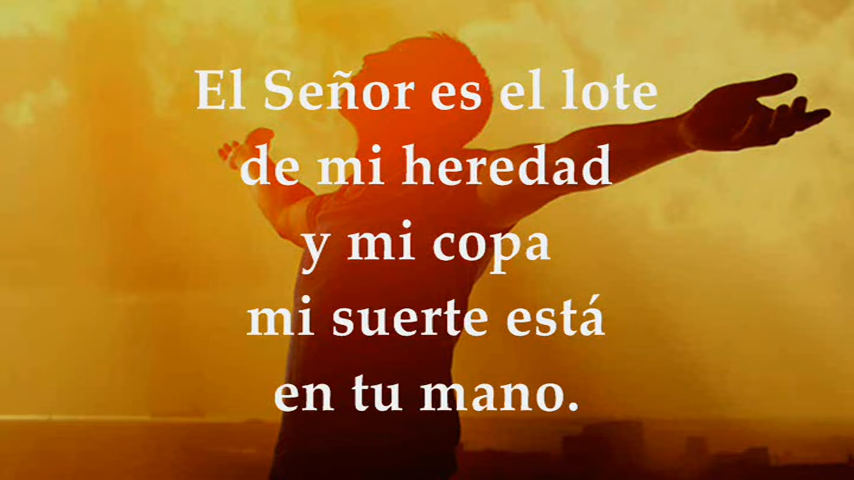 El Señor es el lote
de mi heredad
y mi copa
mi suerte está
en tu mano.